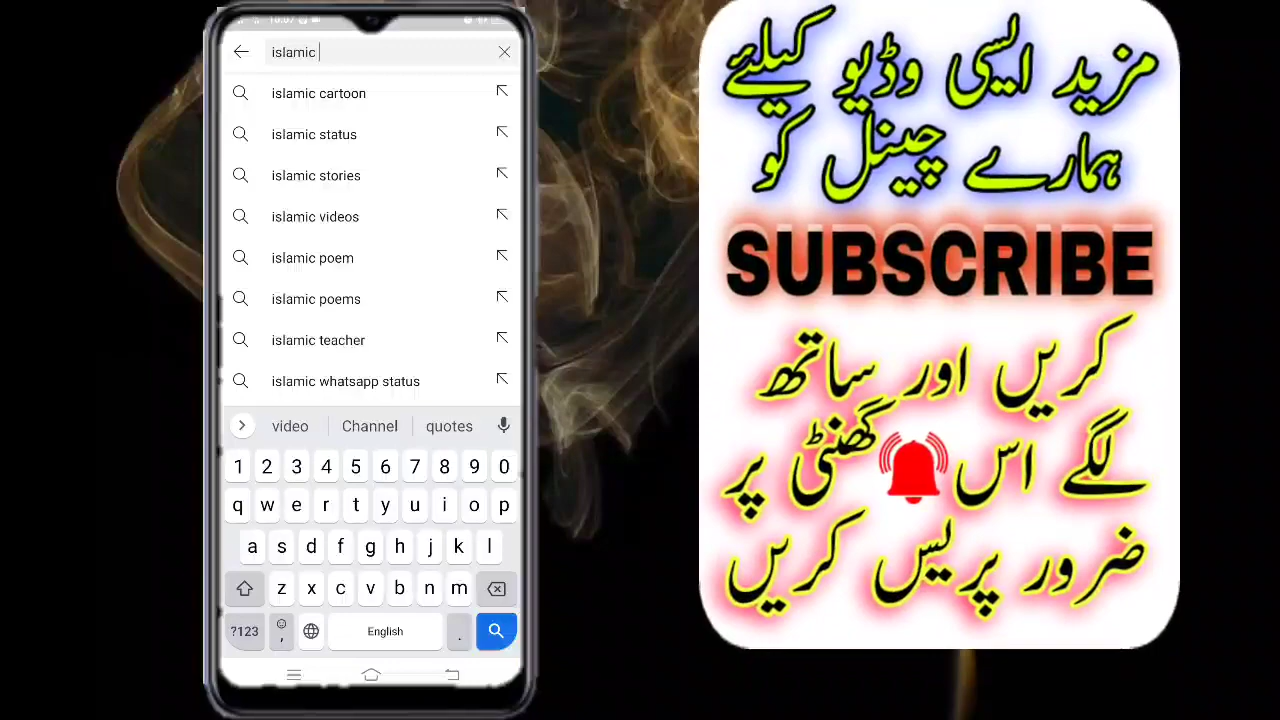 islamic
islamic cartoon
islamic status
islamic stories
islamic videos
islamic poem
islamic poems
islamic teacher
islamic whatsapp status
video Channel quotes
1 2 3 4 5 6 7 8 9 0
q w e r t y u i o p
a s d f g h j k l
z x c v b n m
?123 , English .
مزید ایسی وڈیو کیلئے
ہمارے چینل کو
SUBSCRIBE
کریں اور ساتھ
لگے اس گھنٹی پر
ضرور پریس کریں